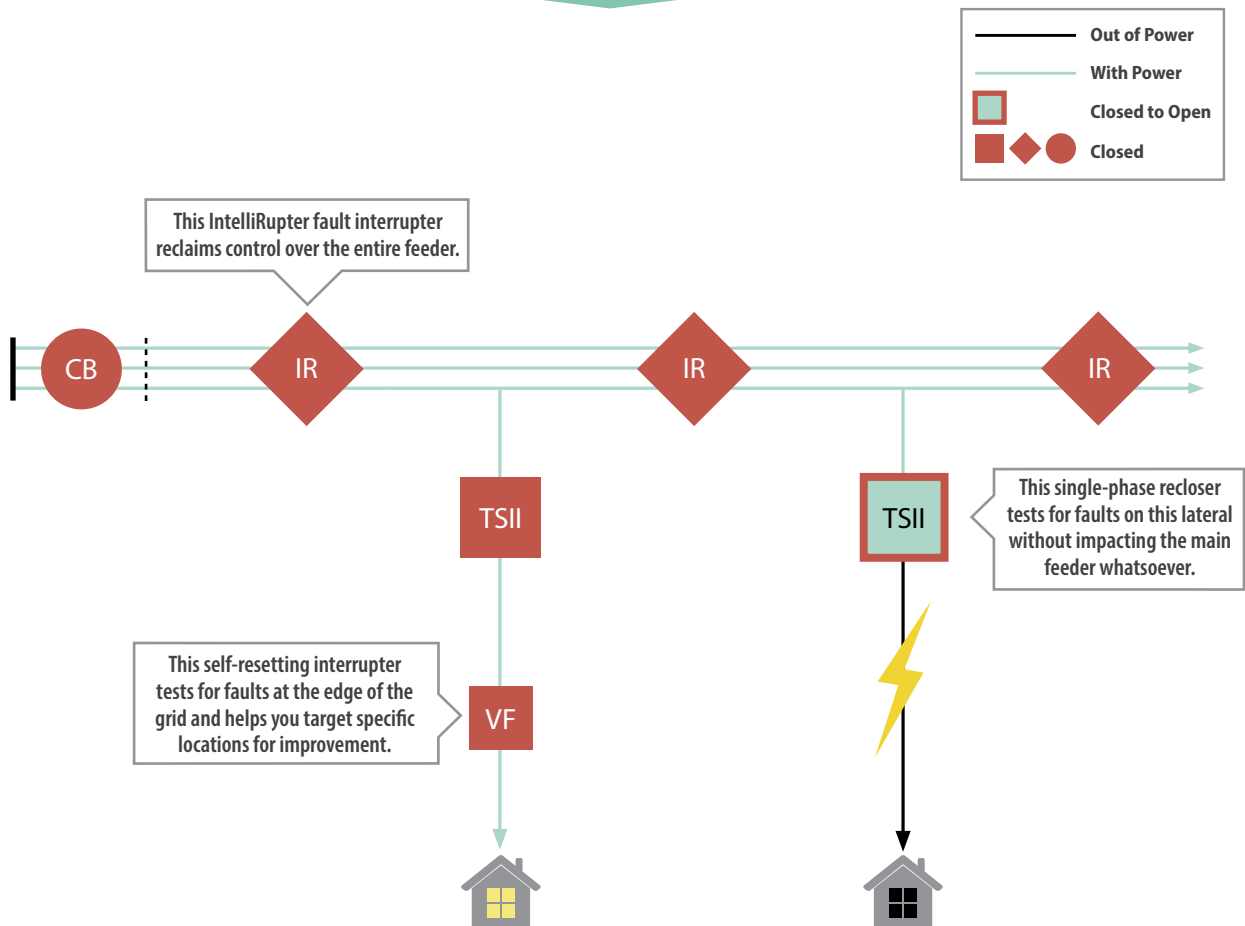 Out of Power
With Power
Closed to Open
Closed
This IntelliRupter fault interrupter
reclaims control over the entire feeder.
CB
IR
IR
IR
TSII
TSII
This single-phase recloser
tests for faults on this lateral
without impacting the main
feeder whatsoever.
This self-resetting interrupter
tests for faults at the edge of the
grid and helps you target specific
locations for improvement.
VF